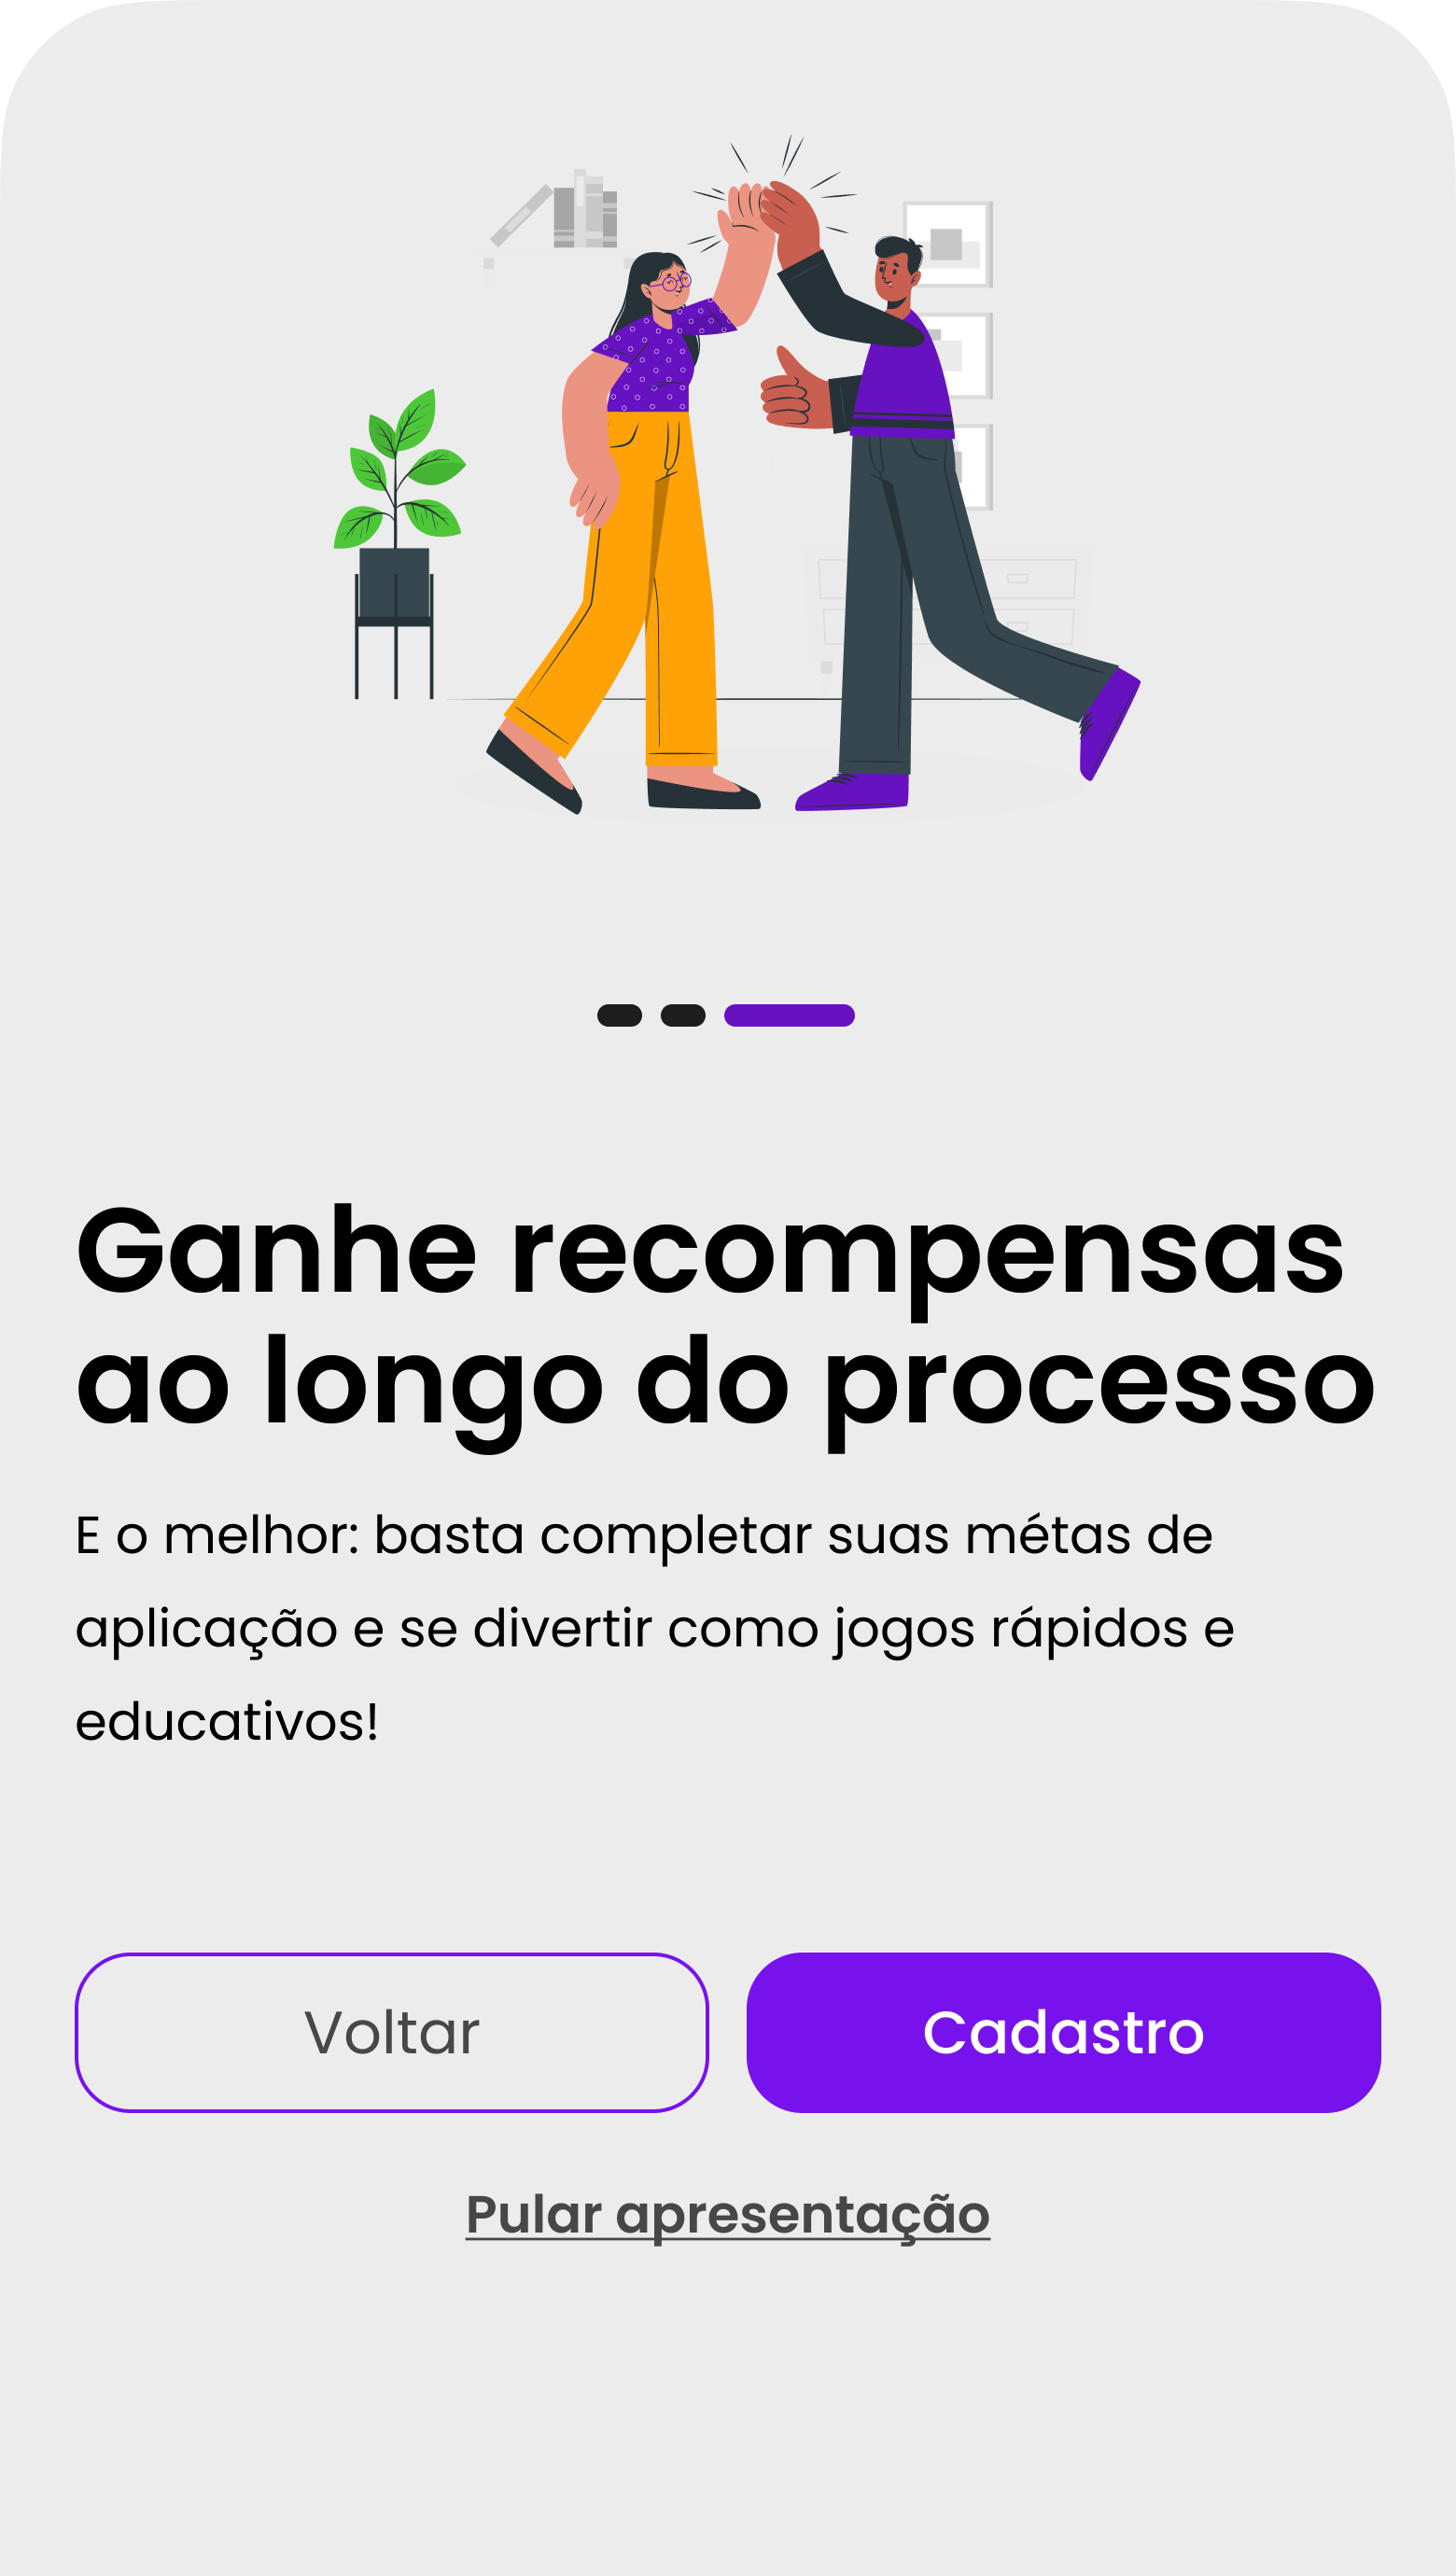 Ganhe recompensas
ao longo do processo
E o melhor: basta completar suas métas de
aplicação e se divertir como jogos rápidos e
educativos!
Voltar
Cadastro
Pular apresentação